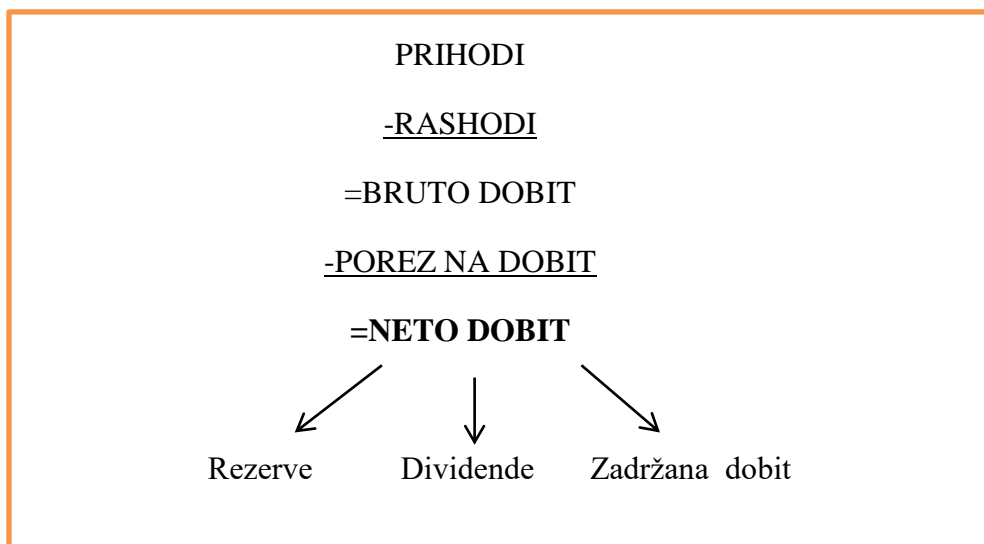 PRIHODI
-RASHODI
=BRUTO DOBIT
-POREZ NA DOBIT
=NETO DOBIT
Rezerve Dividende Zadržana dobit